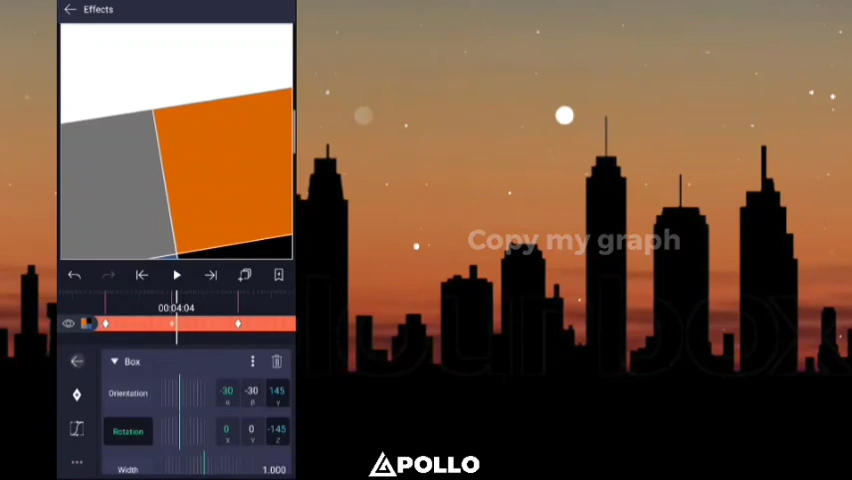 Effects
Copy my graph
00:04:04
Box
Orientation
-30
-30
145
Rotation
0
0
-145
X
Y
Z
Width
1.000
APOLLO